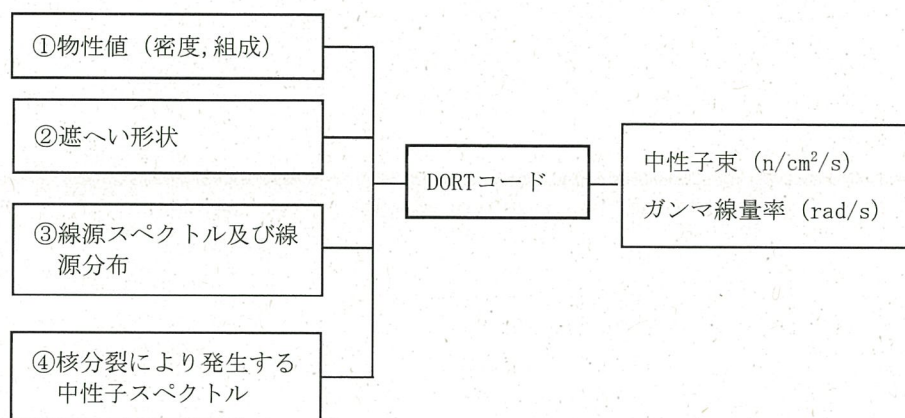 ①物性値（密度,組成）
②遮へい形状
③線源スペクトル及び線
源分布
④核分裂により発生する
中性子スペクトル
DORTコード
中性子束（n/cm²/s）
ガンマ線量率（rad/s）